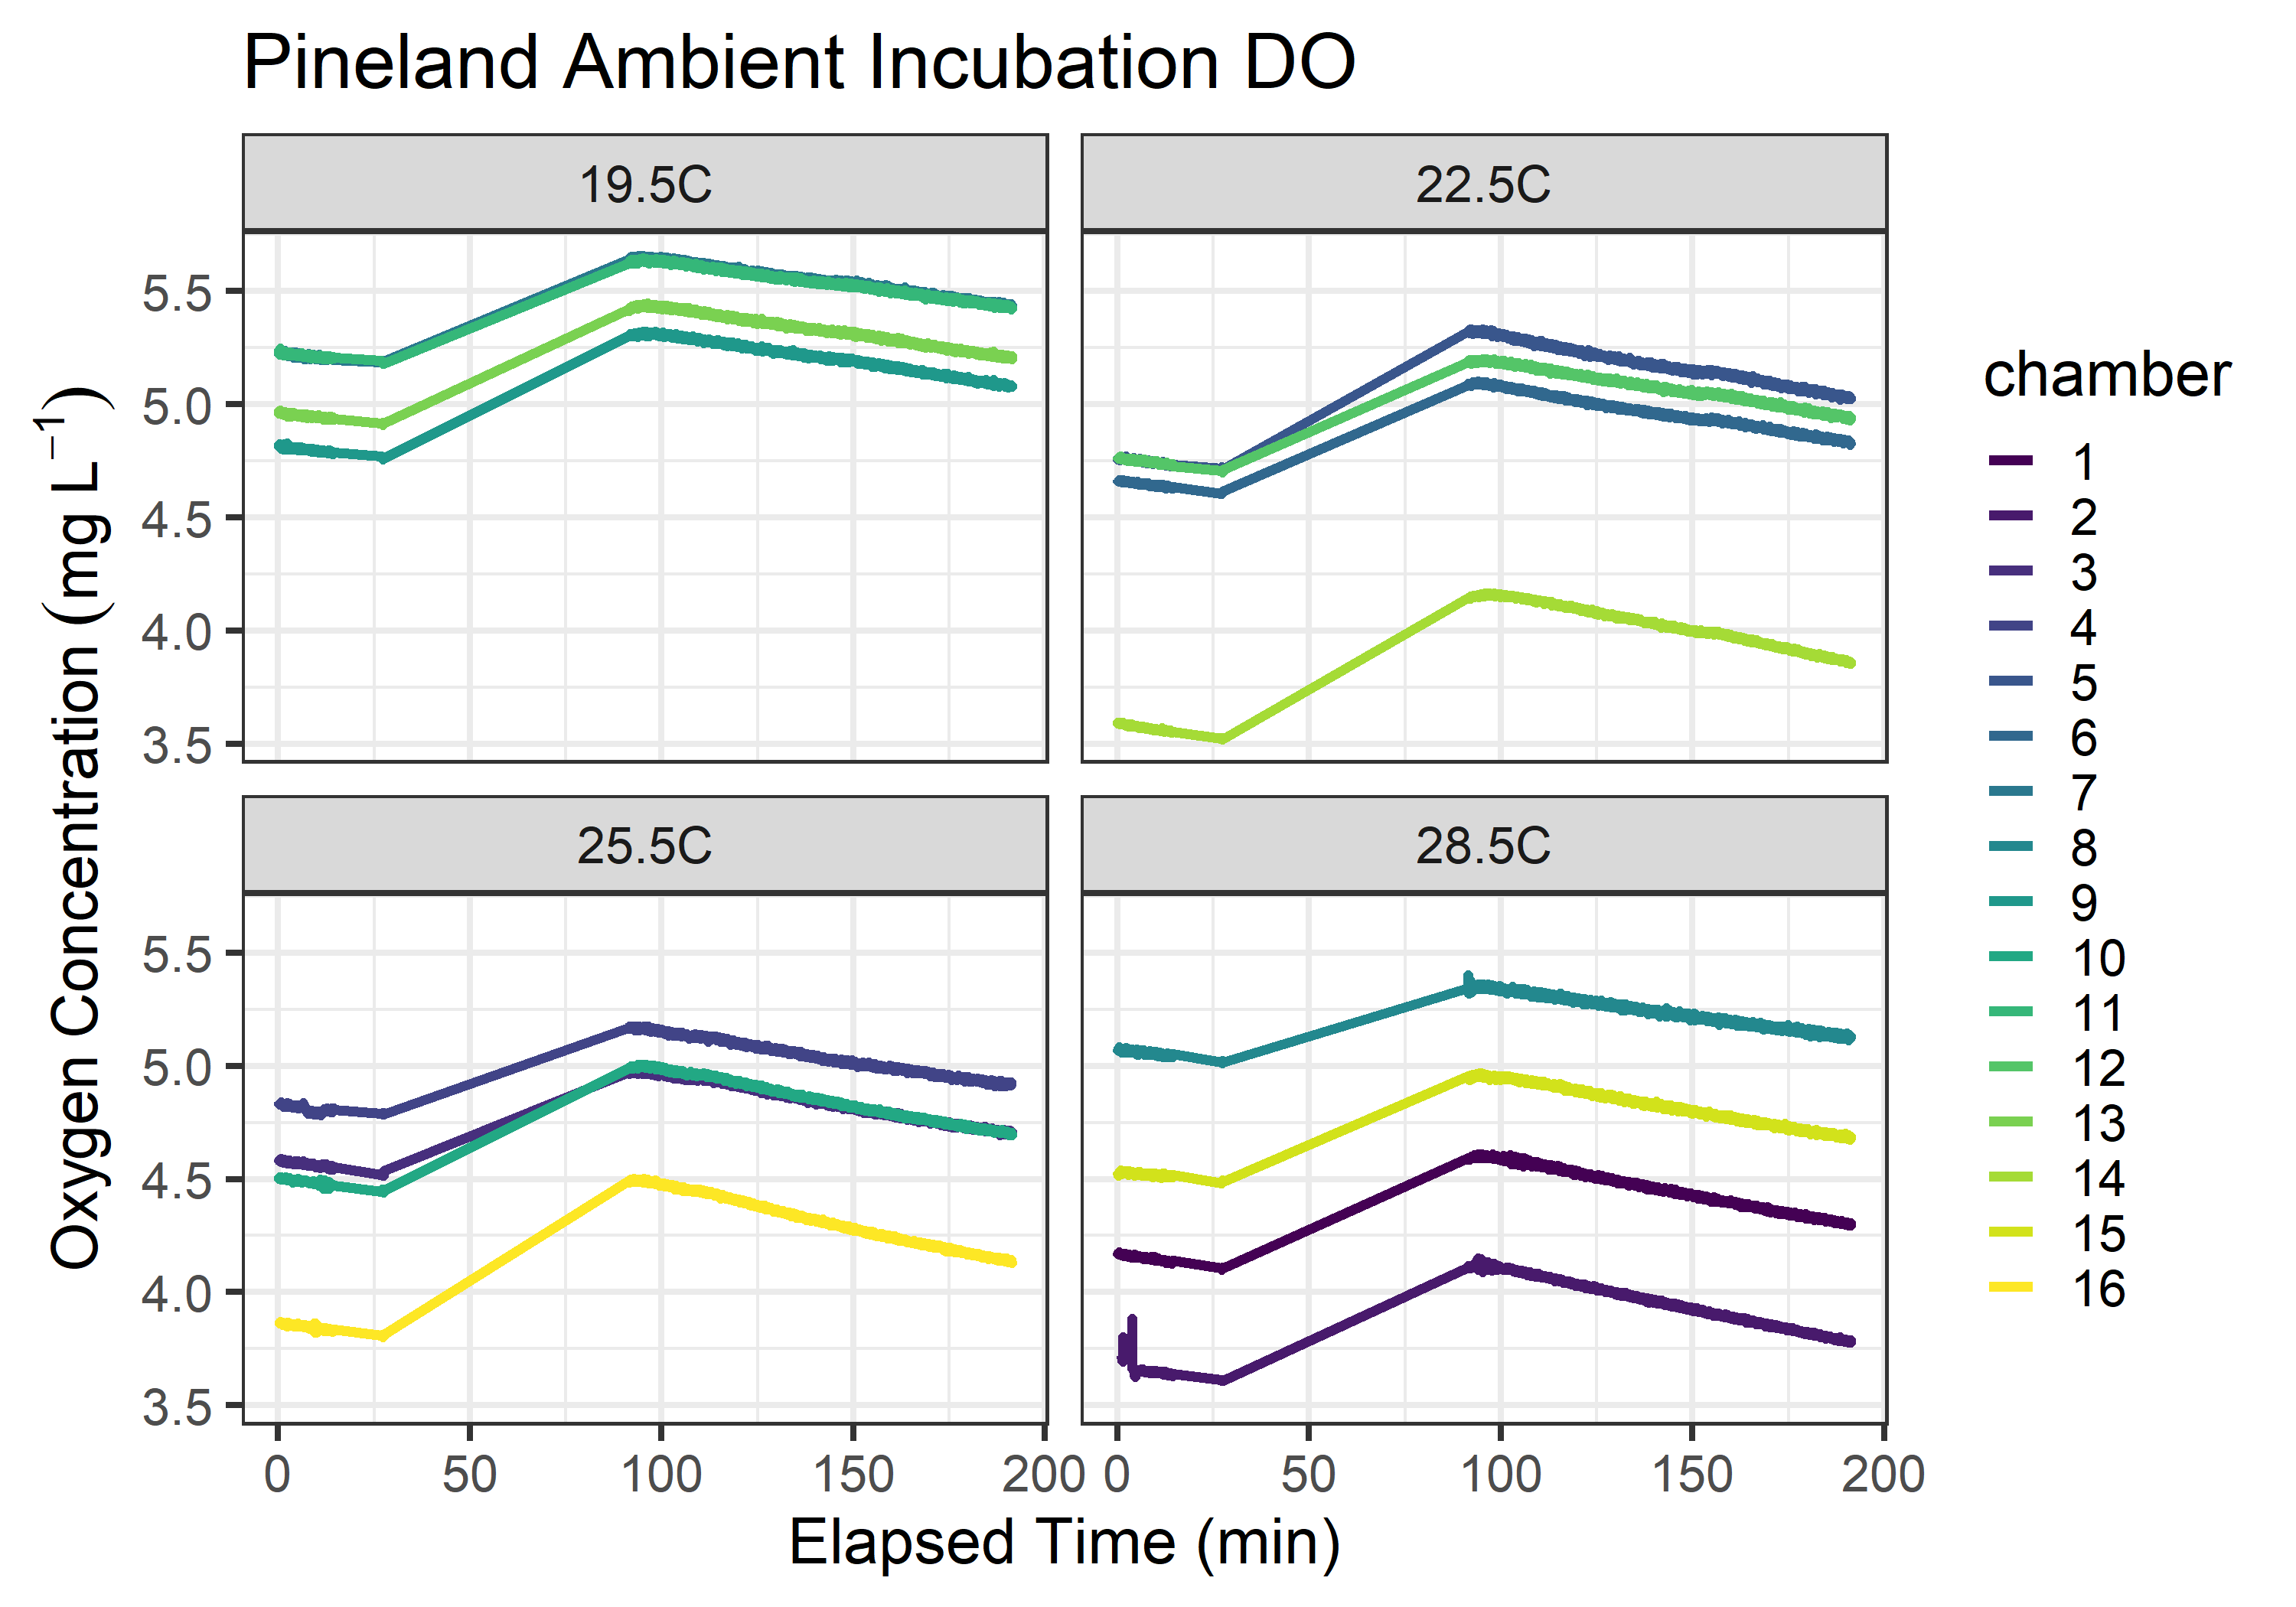 Pineland Ambient Incubation DO
19.5C
22.5C
5.5
5.0
4.5
4.0
3.5
25.5C
28.5C
5.5
5.0
4.5
4.0
3.5
0 50 100 150 200 0 50 100 150 200
Elapsed Time (min)
Oxygen Concentration (mg L⁻¹)
chamber
1
2
3
4
5
6
7
8
9
10
11
12
13
14
15
16